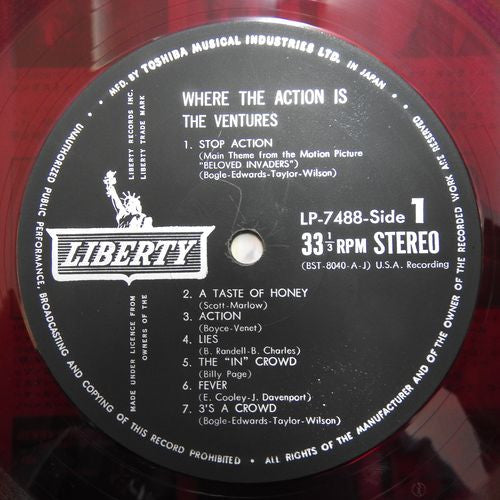 MFD. BY TOSHIBA MUSICAL INDUSTRIES LTD. IN JAPAN • ALL RIGHTS OF THE MANUFACTURER AND OF THE OWNER OF THE RECORDED WORK ARE RESERVED
UNAUTHORIZED PUBLIC PERFORMANCE, BROADCASTING AND COPYING OF THIS RECORD PROHIBITED •
LIBERTY RECORDS INC.
LIBERTY TRADE MARK
LIBERTY
MADE UNDER LICENCE FROM
OWNERS OF THE
WHERE THE ACTION IS
THE VENTURES
1. STOP ACTION
(Main Theme from the Motion Picture
"BELOVED INVADERS")
(Bogle-Edwards-Taylor-Wilson)
LP-7488-Side 1
33 1/3 RPM STEREO
(BST-8040-A-J) U.S.A. Recording
2. A TASTE OF HONEY
(Scott-Marlow)
3. ACTION
(Boyce-Venet)
4. LIES
(B. Randell-B. Charles)
5. THE "IN" CROWD
(Billy Page)
6. FEVER
(E. Cooley-J. Davenport)
7. 3'S A CROWD
(Bogle-Edwards-Taylor-Wilson)